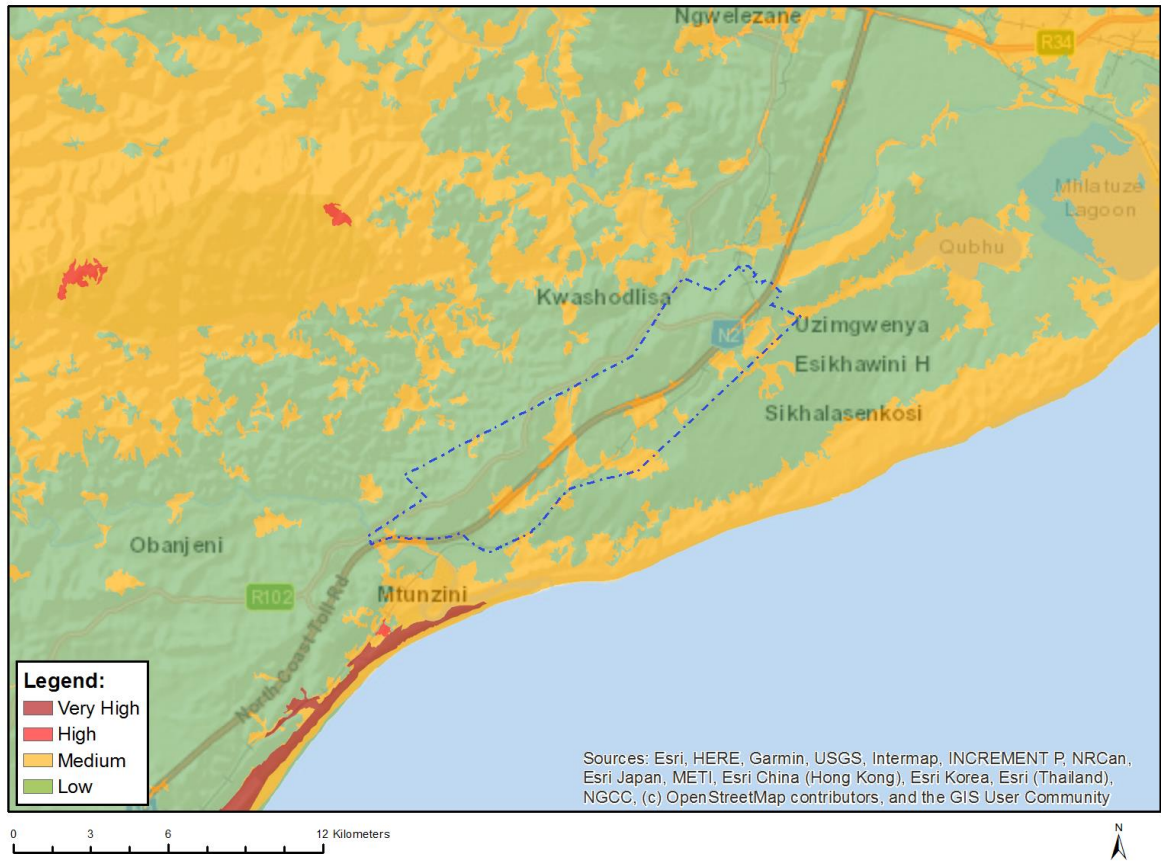 Ngwelezane
R34
Mhlatuze
Lagoon
Qubhu
Kwashodlisa
N2
Uzimgwenya
Esikhawini H
Sikhalasenkosi
Obanjeni
R102
Mtunzini
North Coast Toll Rd
Legend:
Very High
High
Medium
Low
Sources: Esri, HERE, Garmin, USGS, Intermap, INCREMENT P, NRCan,
Esri Japan, METI, Esri China (Hong Kong), Esri Korea, Esri (Thailand),
NGCC, (c) OpenStreetMap contributors, and the GIS User Community
0 3 6 12 Kilometers
N